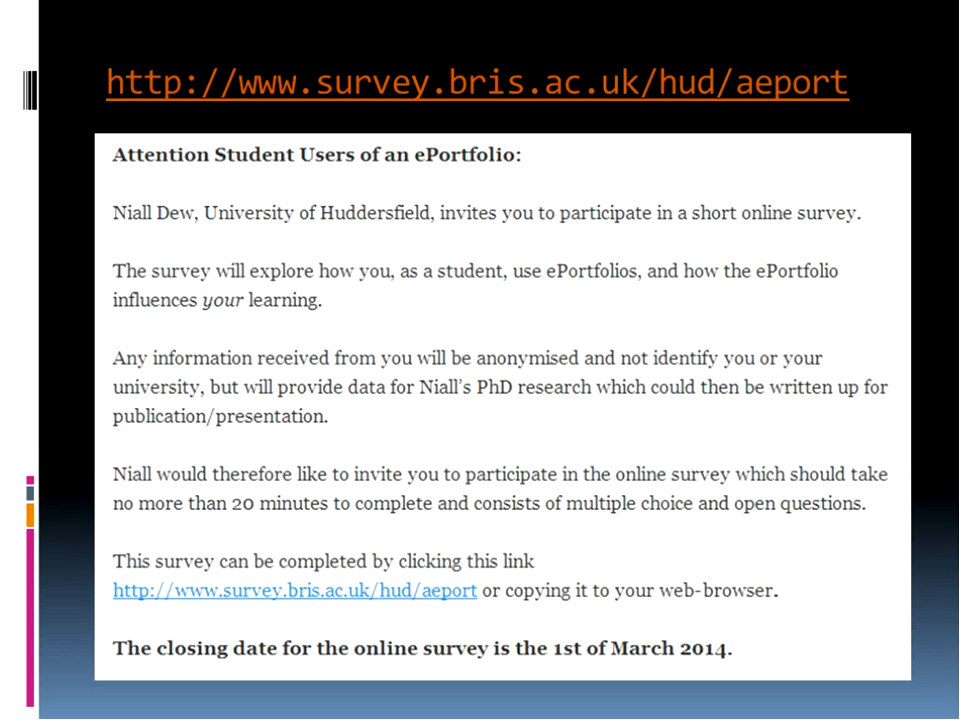 http://www.survey.bris.ac.uk/hud/aeport
Attention Student Users of an ePortfolio:
Niall Dew, University of Huddersfield, invites you to participate in a short online survey.
The survey will explore how you, as a student, use ePortfolios, and how the ePortfolio
influences your learning.
Any information received from you will be anonymised and not identify you or your
university, but will provide data for Niall's PhD research which could then be written up for
publication/presentation.
Niall would therefore like to invite you to participate in the online survey which should take
no more than 20 minutes to complete and consists of multiple choice and open questions.
This survey can be completed by clicking this link
http://www.survey.bris.ac.uk/hud/aeport or copying it to your web-browser.
The closing date for the online survey is the 1st of March 2014.